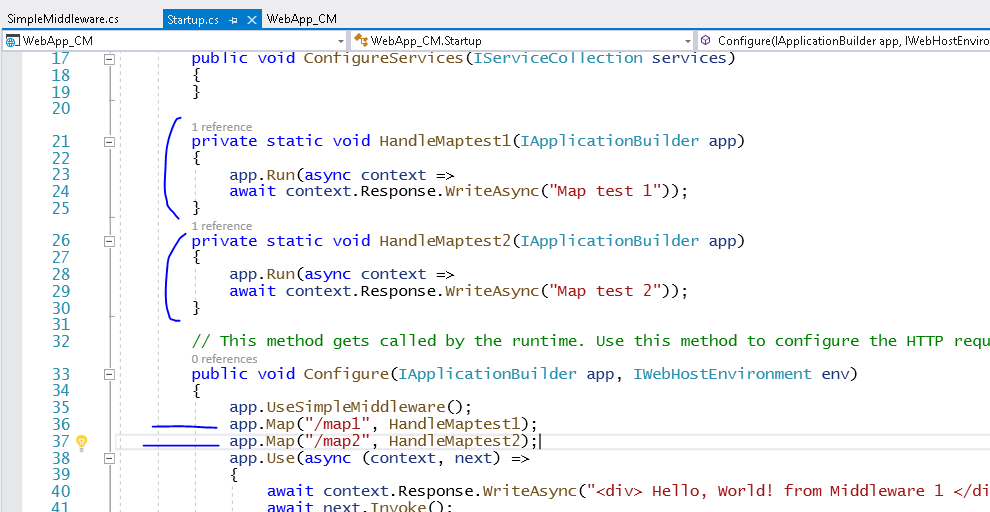 SimpleMiddleware.cs Startup.cs WebApp_CM
WebApp_CM WebApp_CM.Startup Configure(IApplicationBuilder app, IWebHostEnviro
17 public void ConfigureServices(IServiceCollection services)
18 {
19 }
20
1 reference
21 private static void HandleMaptest1(IApplicationBuilder app)
22 {
23 app.Run(async context =>
24 await context.Response.WriteAsync("Map test 1"));
25 }
1 reference
26 private static void HandleMaptest2(IApplicationBuilder app)
27 {
28 app.Run(async context =>
29 await context.Response.WriteAsync("Map test 2"));
30 }
31
32 // This method gets called by the runtime. Use this method to configure the HTTP requ
0 references
33 public void Configure(IApplicationBuilder app, IWebHostEnvironment env)
34 {
35 app.UseSimpleMiddleware();
36 app.Map("/map1", HandleMaptest1);
37 app.Map("/map2", HandleMaptest2);
38 app.Use(async (context, next) =>
39 {
40 await context.Response.WriteAsync("<div> Hello, World! from Middleware 1 </di
41 await next.Invoke();